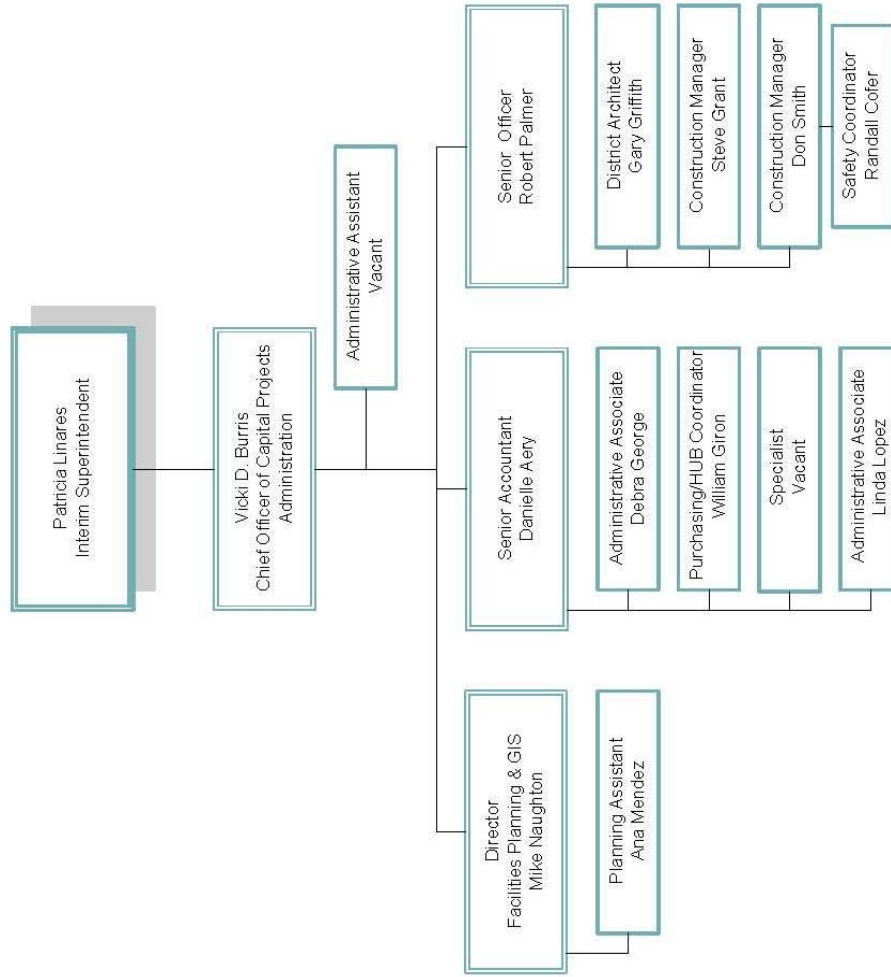 Patricia Linares
Interim Superintendent
Vicki D. Burris
Chief Officer of Capital Projects
Administration
Administrative Assistant
Vacant
Director
Facilities Planning & GIS
Mike Naughton
Planning Assistant
Ana Mendez
Senior Accountant
Danielle Aery
Administrative Associate
Debra George
Purchasing/HUB Coordinator
William Giron
Specialist
Vacant
Administrative Associate
Linda Lopez
Senior Officer
Robert Palmer
District Architect
Gary Griffith
Construction Manager
Steve Grant
Construction Manager
Don Smith
Safety Coordinator
Randall Cofer